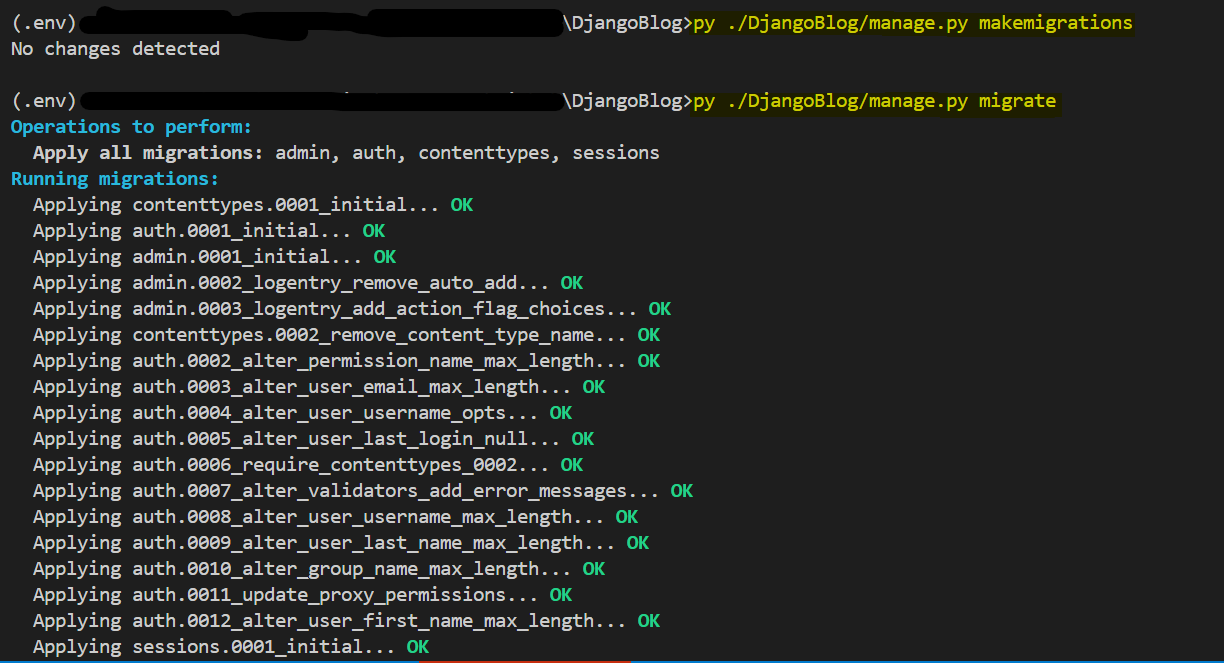 (.env) \DjangoBlog>py ./DjangoBlog/manage.py makemigrations
No changes detected
(.env) \DjangoBlog>py ./DjangoBlog/manage.py migrate
Operations to perform:
  Apply all migrations: admin, auth, contenttypes, sessions
Running migrations:
  Applying contenttypes.0001_initial... OK
  Applying auth.0001_initial... OK
  Applying admin.0001_initial... OK
  Applying admin.0002_logentry_remove_auto_add... OK
  Applying admin.0003_logentry_add_action_flag_choices... OK
  Applying contenttypes.0002_remove_content_type_name... OK
  Applying auth.0002_alter_permission_name_max_length... OK
  Applying auth.0003_alter_user_email_max_length... OK
  Applying auth.0004_alter_user_username_opts... OK
  Applying auth.0005_alter_user_last_login_null... OK
  Applying auth.0006_require_contenttypes_0002... OK
  Applying auth.0007_alter_validators_add_error_messages... OK
  Applying auth.0008_alter_user_username_max_length... OK
  Applying auth.0009_alter_user_last_name_max_length... OK
  Applying auth.0010_alter_group_name_max_length... OK
  Applying auth.0011_update_proxy_permissions... OK
  Applying auth.0012_alter_user_first_name_max_length... OK
  Applying sessions.0001_initial... OK